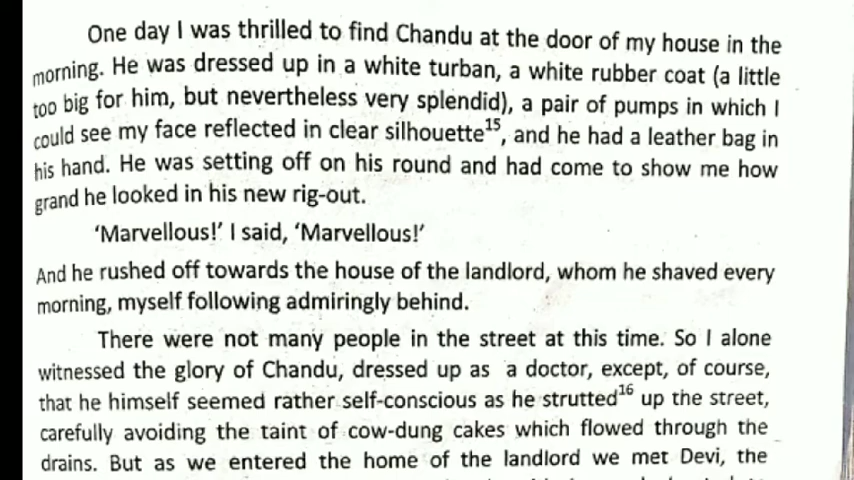 One day I was thrilled to find Chandu at the door of my house in the
morning. He was dressed up in a white turban, a white rubber coat (a little
too big for him, but nevertheless very splendid), a pair of pumps in which I
could see my face reflected in clear silhouette15, and he had a leather bag in
his hand. He was setting off on his round and had come to show me how
grand he looked in his new rig-out.
‘Marvellous!’ I said, ‘Marvellous!’
And he rushed off towards the house of the landlord, whom he shaved every
morning, myself following admiringly behind.
There were not many people in the street at this time. So I alone
witnessed the glory of Chandu, dressed up as a doctor, except, of course,
that he himself seemed rather self-conscious as he strutted16 up the street,
carefully avoiding the taint of cow-dung cakes which flowed through the
drains. But as we entered the home of the landlord we met Devi, the